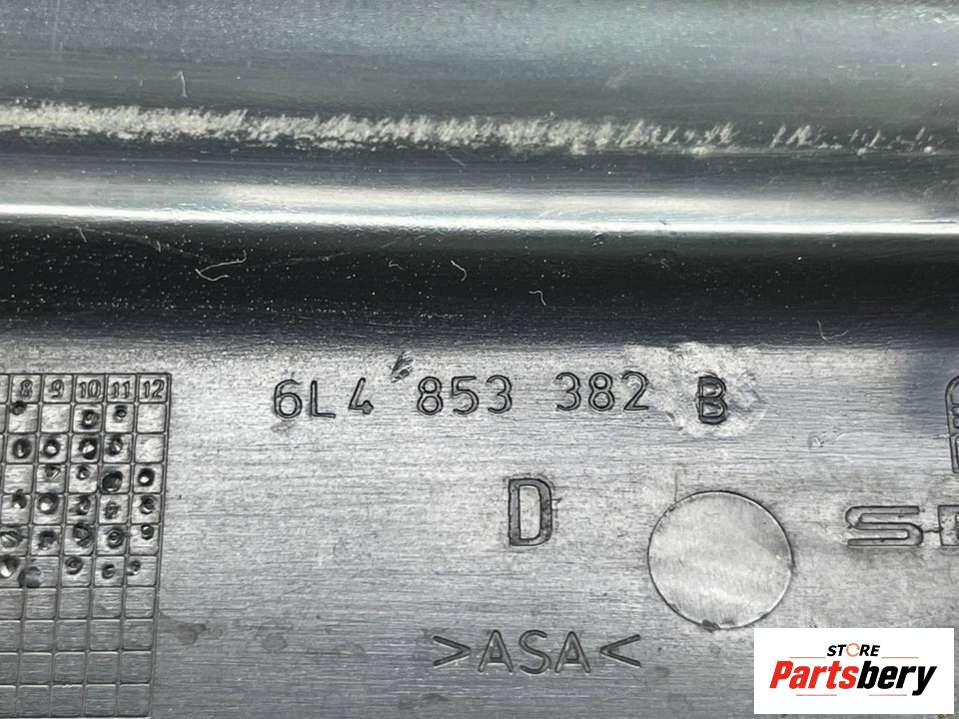 8 9 10 11 12
6L4 853 382 B
D
>ASA<
STORE
Partsbery